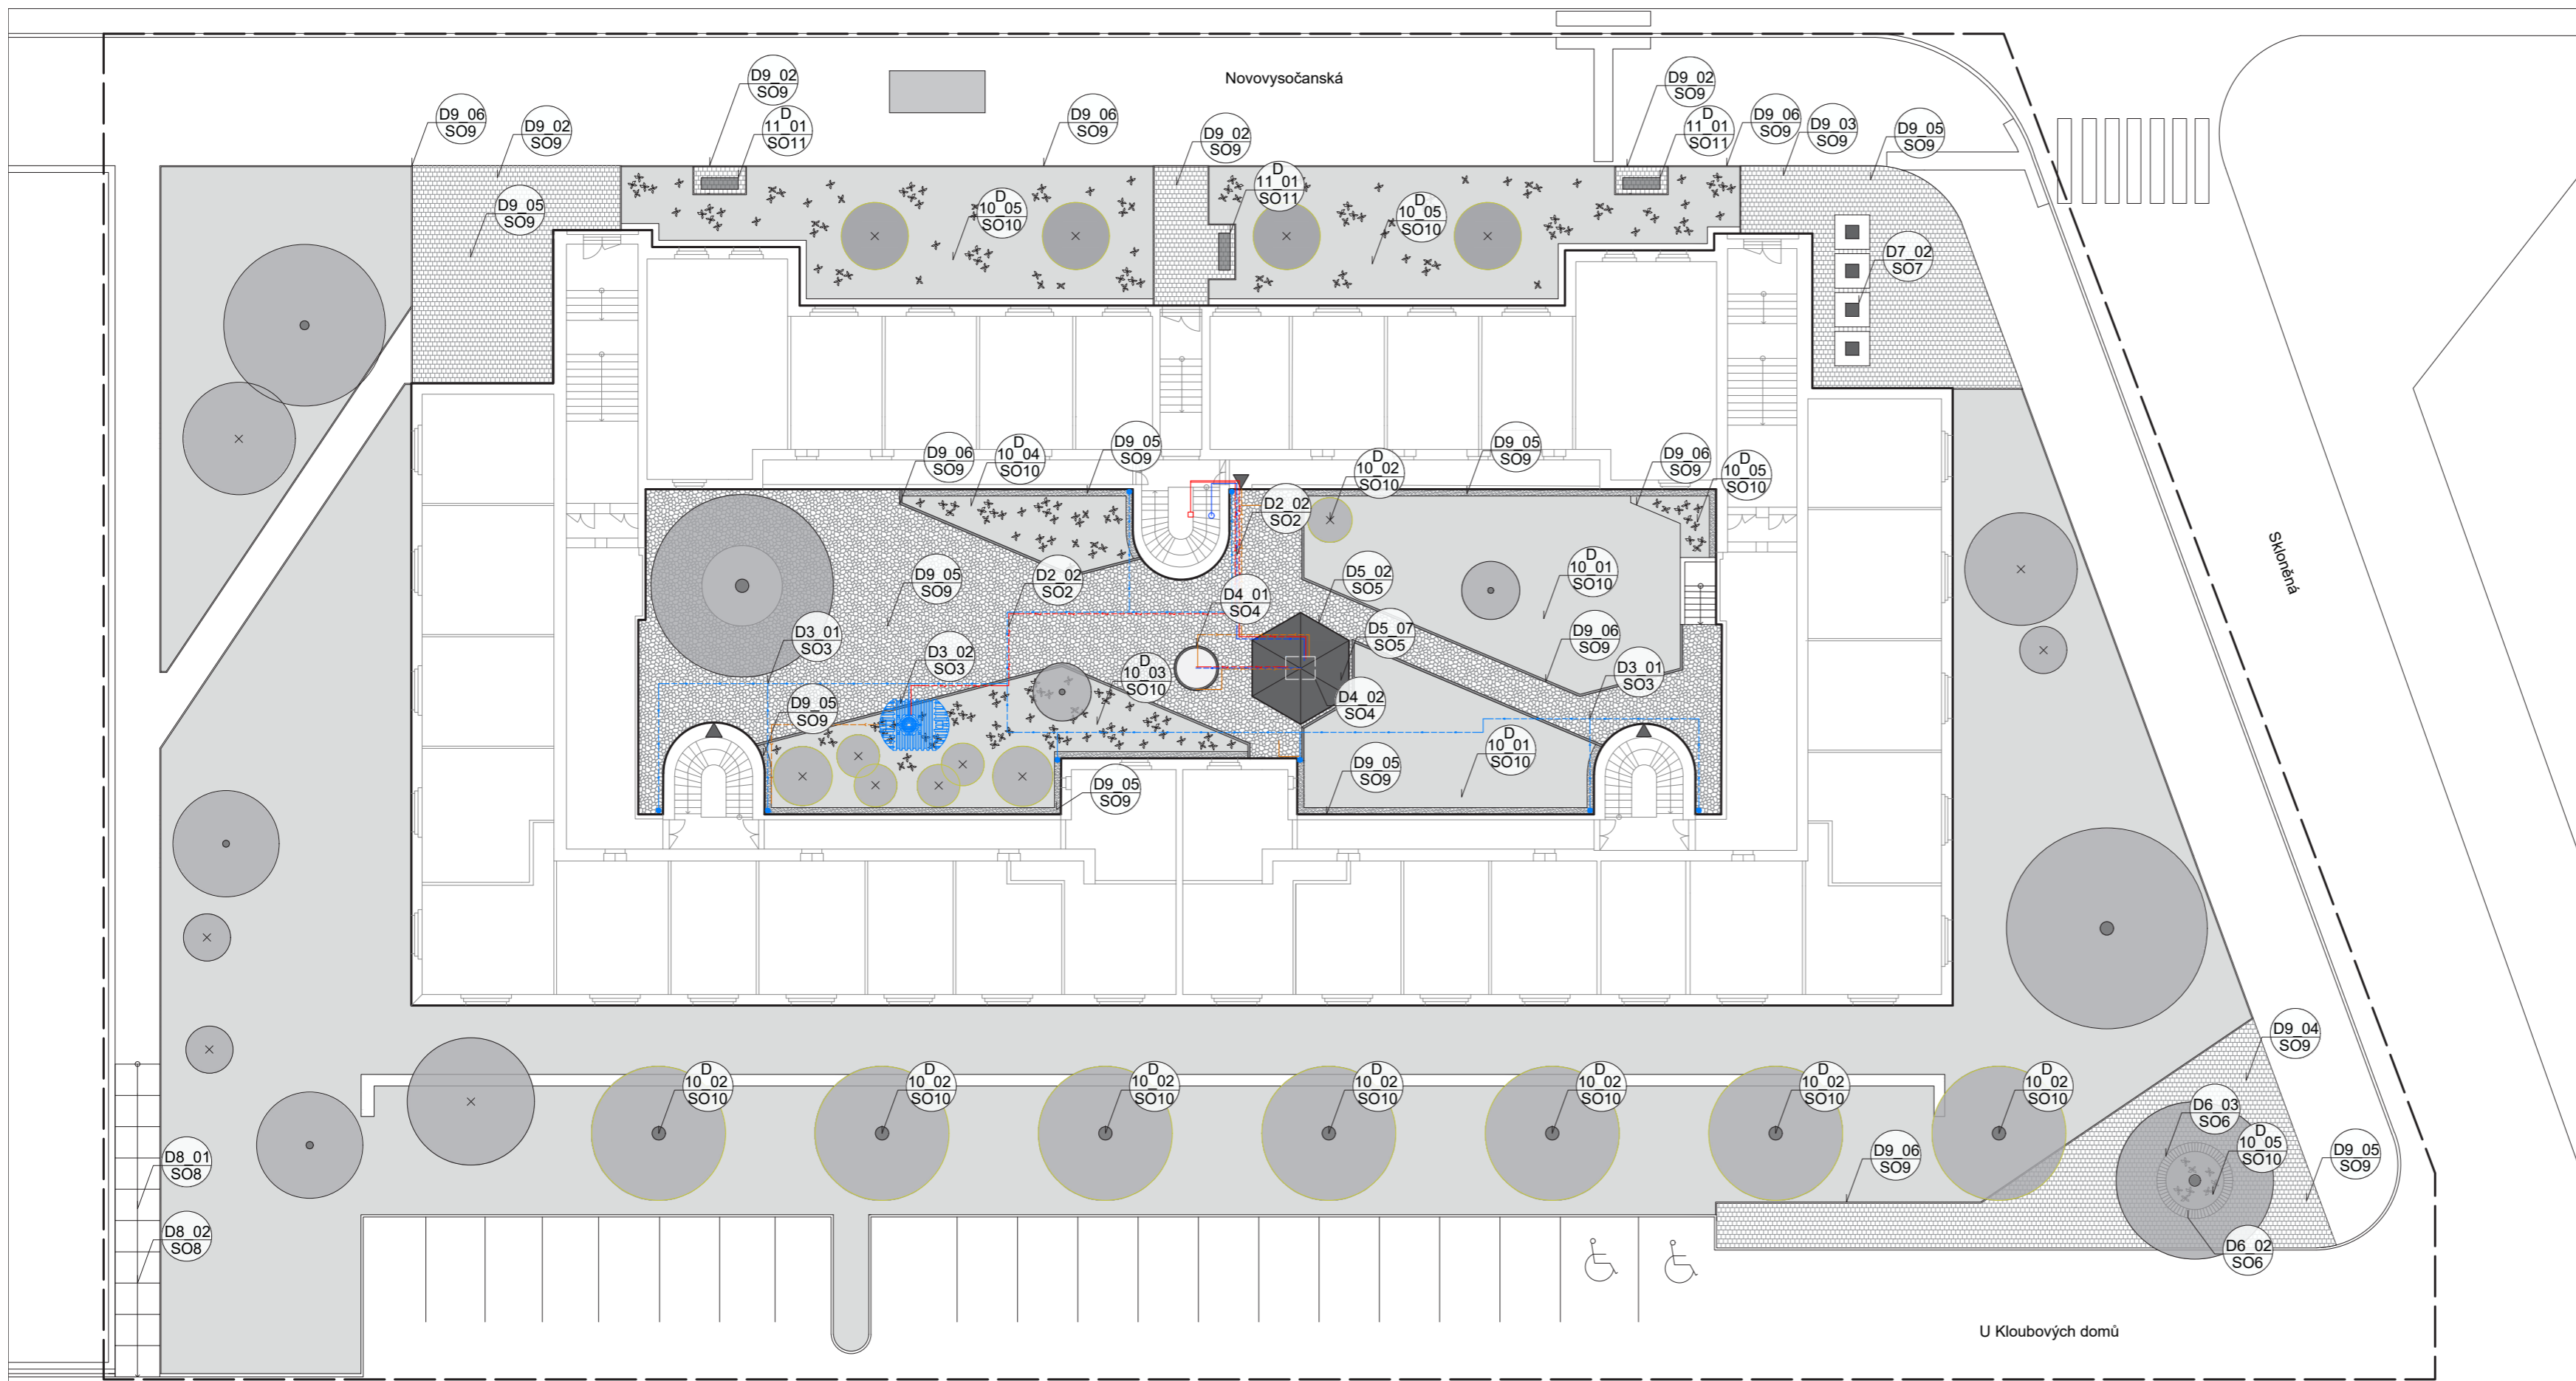 Novovysočanská
D9_02
SO9
D
11_01
SO11
D9_06
SO9
D9_02
SO9
D9_05
SO9
D9_06
SO9
D9_02
SO9
D
11_01
SO11
D
10_05
SO10
D
10_05
SO10
D9_02
SO9
D
11_01
SO11
D9_06
SO9
D9_03
SO9
D9_05
SO9
D7_02
SO7
D9_06
SO9
D
10_04
SO10
D9_05
SO9
D
10_02
SO10
D9_05
SO9
D9_06
SO9
D
10_05
SO10
D2_02
SO2
D9_05
SO9
D2_02
SO2
D4_01
SO4
D5_02
SO5
D
10_01
SO10
Skloněná
D3_01
SO3
D3_02
SO3
D5_07
SO5
D9_06
SO9
D3_01
SO3
D
10_03
SO10
D4_02
SO4
D9_05
SO9
D9_05
SO9
D9_05
SO9
D
10_01
SO10
D9_04
SO9
D
10_02
SO10
D
10_02
SO10
D
10_02
SO10
D
10_02
SO10
D
10_02
SO10
D
10_02
SO10
D
10_02
SO10
D6_03
SO6
D
10_05
SO10
D9_05
SO9
D9_06
SO9
D8_01
SO8
D8_02
SO8
D6_02
SO6
U Kloubových domů